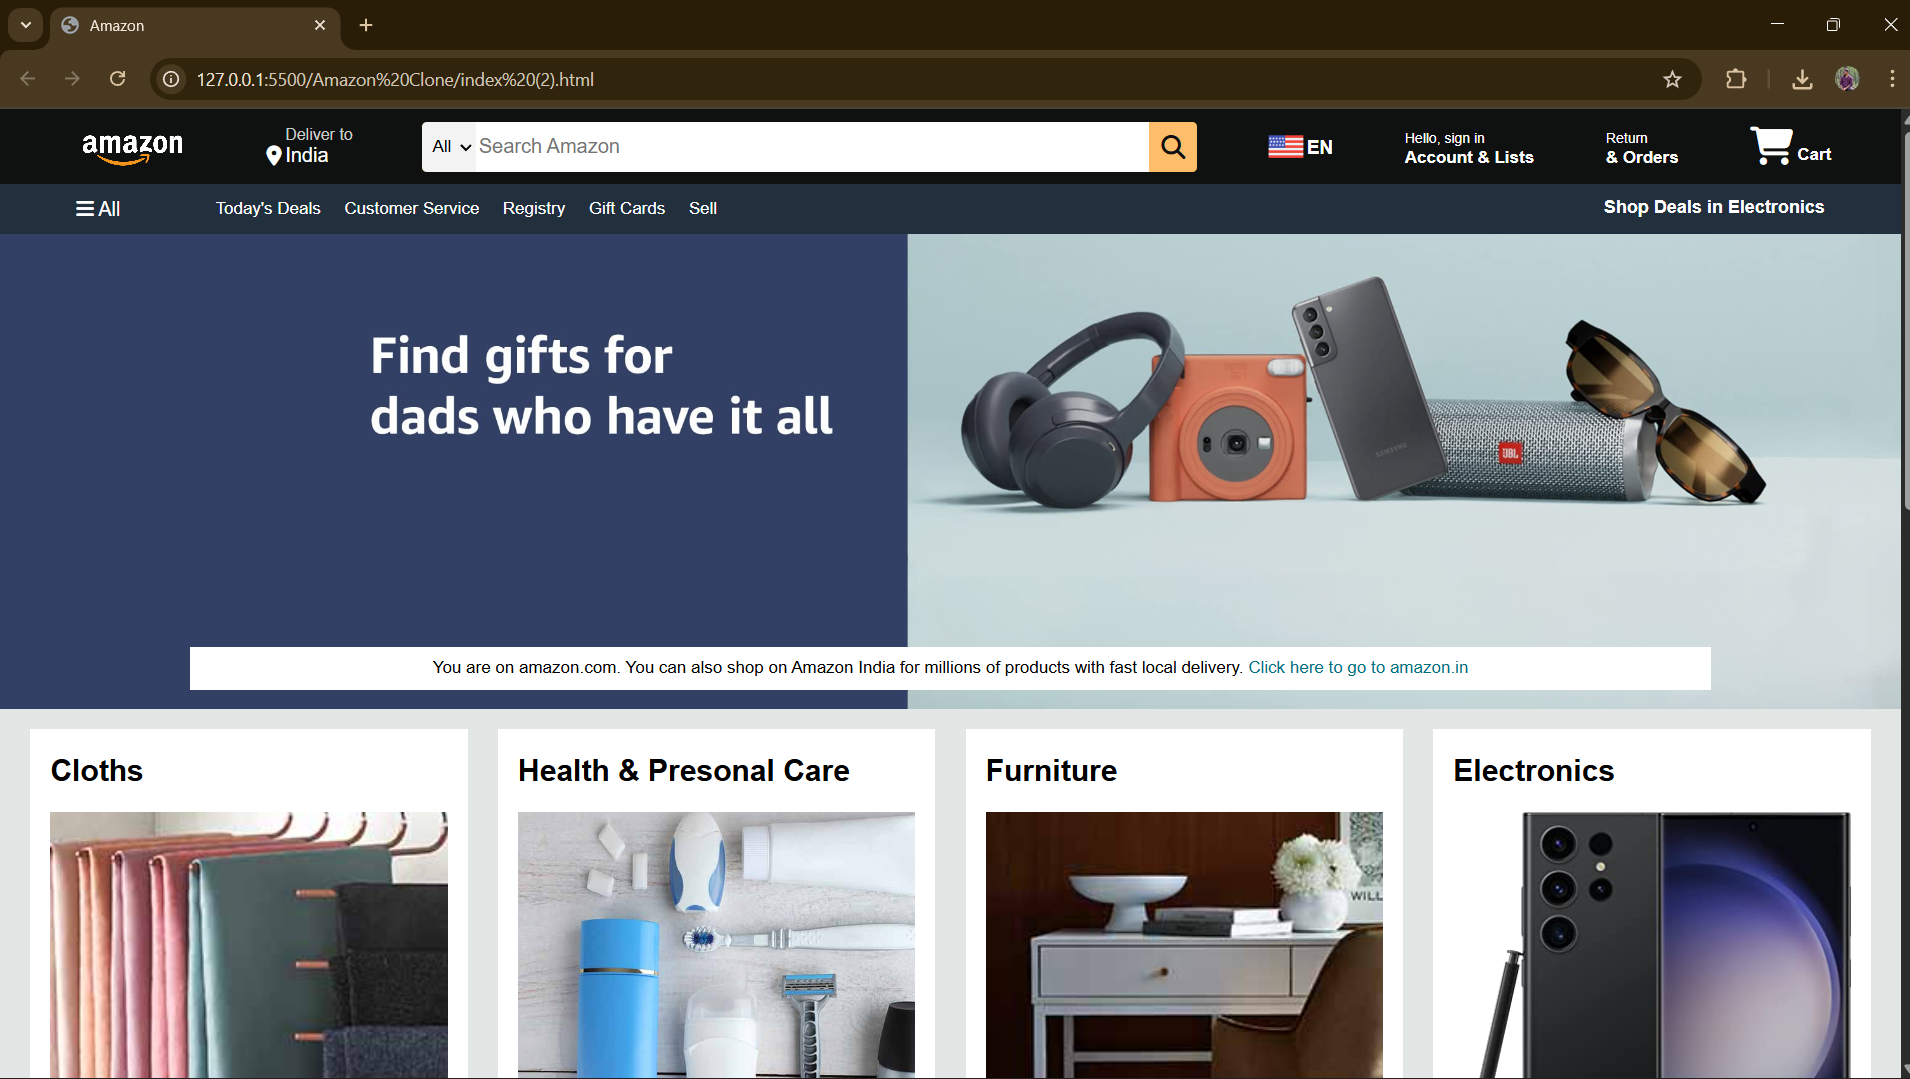 Amazon
127.0.0.1:5500/Amazon%20Clone/index%20(2).html
amazon
Deliver to
India
All
Search Amazon
EN
Hello, sign in
Account & Lists
Return
& Orders
Cart
All
Today's Deals
Customer Service
Registry
Gift Cards
Sell
Shop Deals in Electronics
Find gifts for
dads who have it all
SAMSUNG
JBL
You are on amazon.com. You can also shop on Amazon India for millions of products with fast local delivery. Click here to go to amazon.in
Cloths
Health & Presonal Care
Furniture
Electronics
WILL